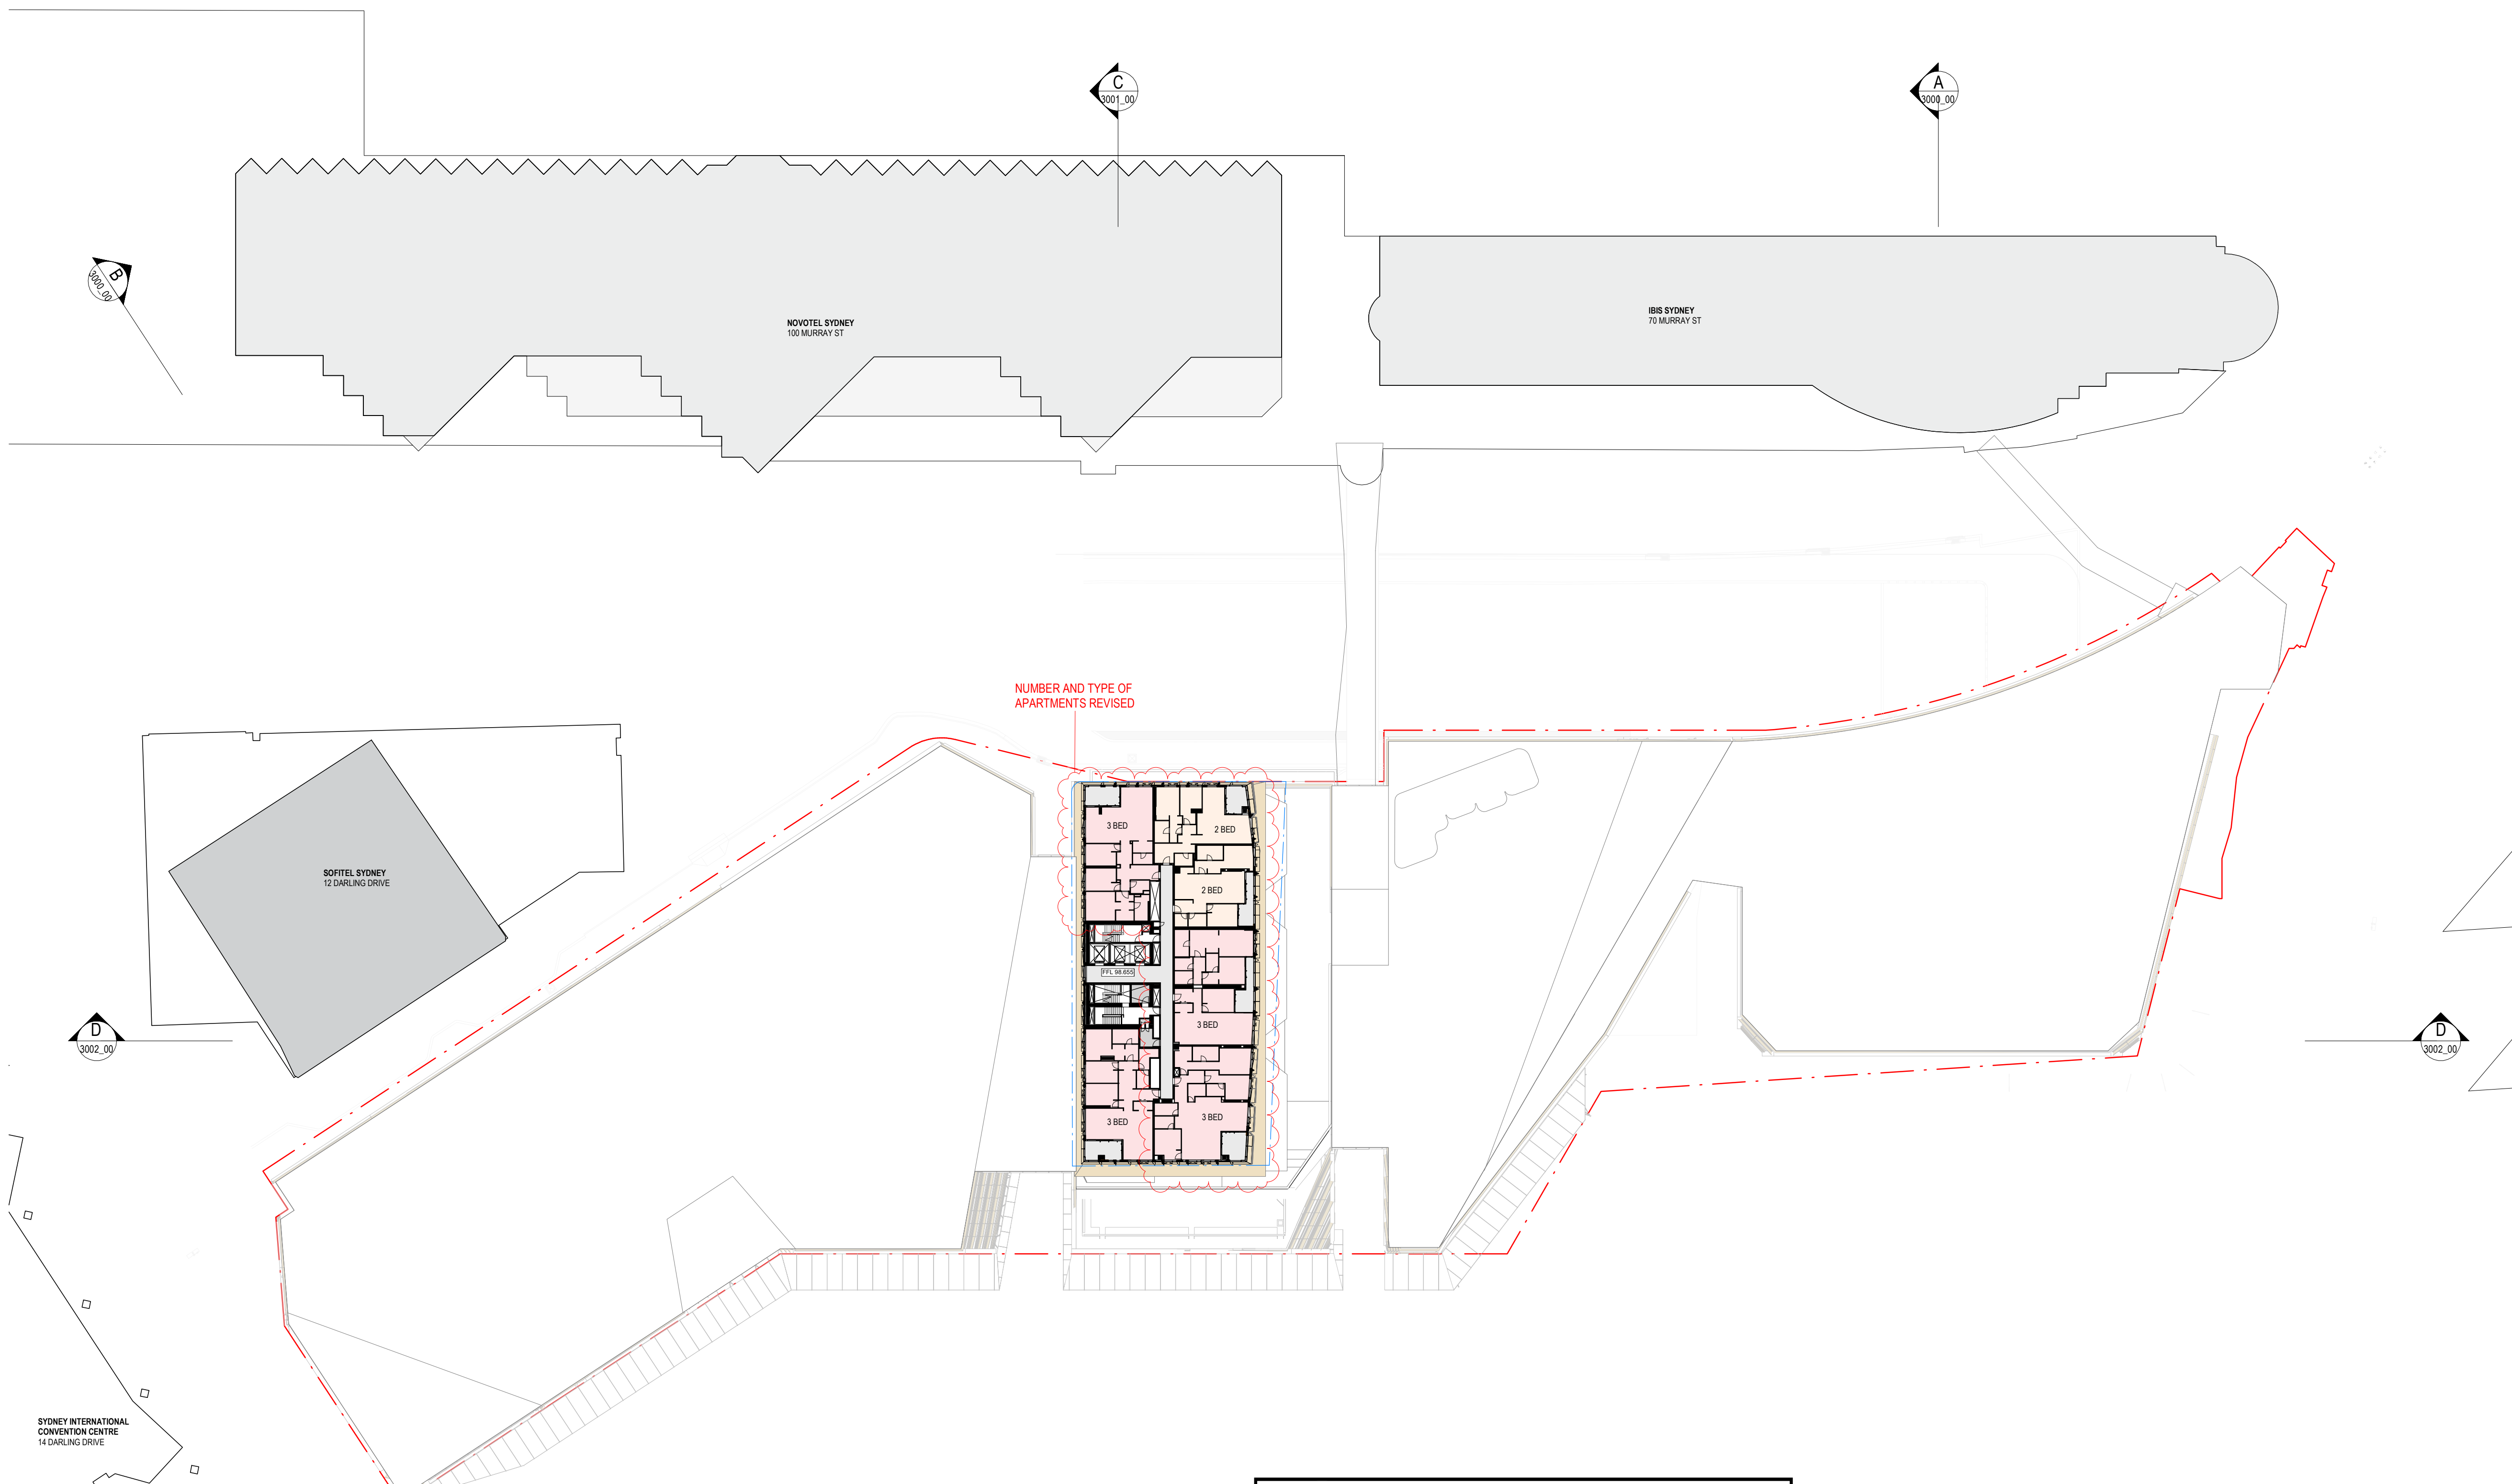 C
3001_00
A
3000_00
B
3000_00
NOVOTEL SYDNEY
100 MURRAY ST
IBIS SYDNEY
70 MURRAY ST
NUMBER AND TYPE OF
APARTMENTS REVISED
3 BED
2 BED
SOFITEL SYDNEY
12 DARLING DRIVE
2 BED
FFL 98.655
3 BED
D
3002_00
D
3002_00
3 BED
3 BED
SYDNEY INTERNATIONAL
CONVENTION CENTRE
14 DARLING DRIVE